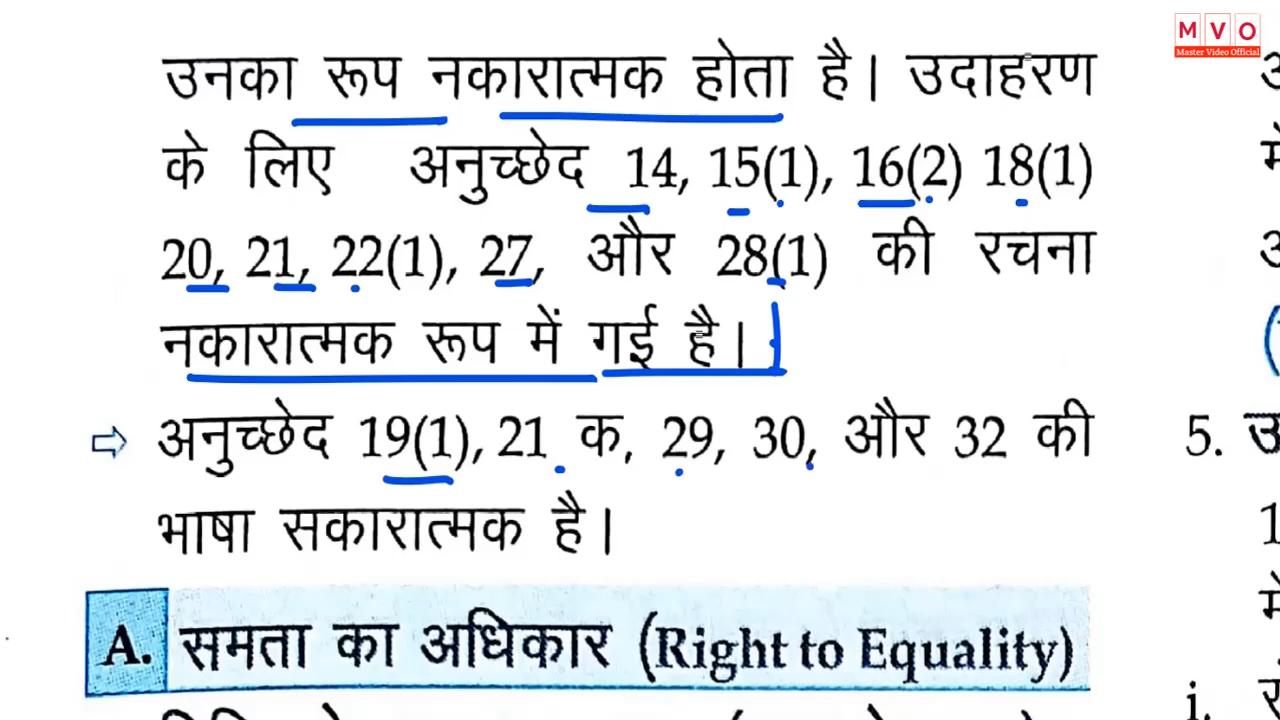 MVO
Master Video Official
उनका रूप नकारात्मक होता है। उदाहरण
के लिए अनुच्छेद 14, 15(1), 16(2) 18(1)
20, 21, 22(1), 27, और 28(1) की रचना
नकारात्मक रूप में गई है।
⇨ अनुच्छेद 19(1), 21 क, 29, 30, और 32 की
भाषा सकारात्मक है।
A. समता का अधिकार (Right to Equality)
5.
i.